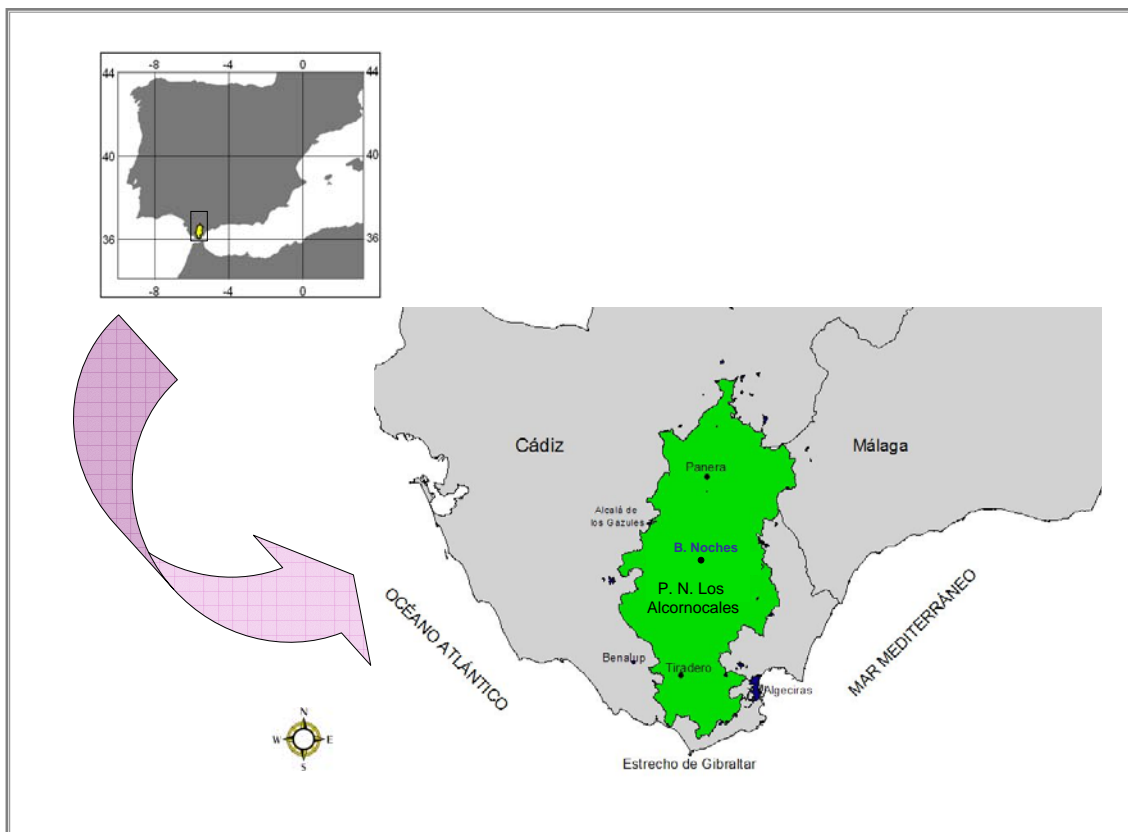 -8 -4 0
44 44
40 40
36 36
-8 -4 0
Cádiz
Málaga
Panera
Alcalá de
los Gazules
B. Noches
P. N. Los
Alcornocales
OCÉANO ATLÁNTICO
MAR MEDITERRÁNEO
Benalup
Tiradero
Algeciras
N
W E
S
Estrecho de Gibraltar